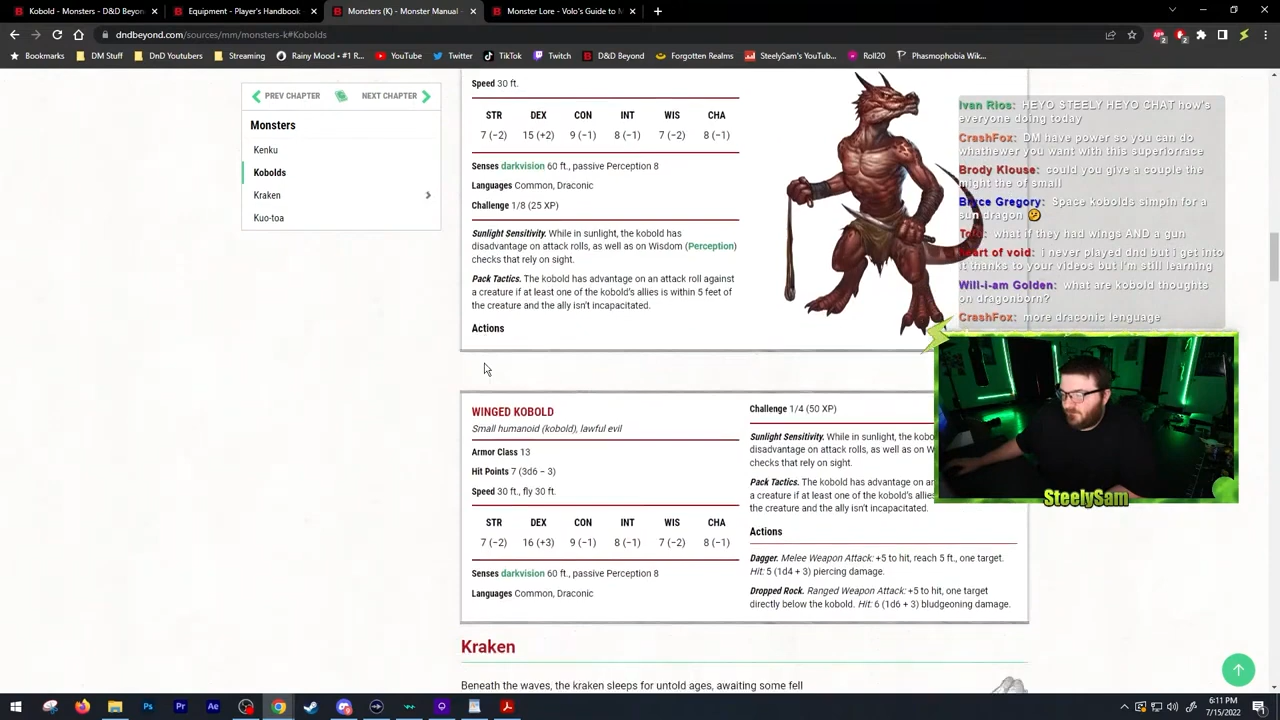 Kobold - Monsters - D&D Beyo
Equipment - Player's Handbook
Monsters (K) - Monster Manual -
Monster Lore - Volo's Guide to M
dndbeyond.com/sources/mm/monsters-k#Kobolds
Bookmarks
DM Stuff
DnD Youtubers
Streaming
Rainy Mood • #1 R...
YouTube
Twitter
TikTok
Twitch
D&D Beyond
Forgotten Realms
SteelySam's YouTub...
Roll20
Phasmophobia Wik...
PREV CHAPTER
NEXT CHAPTER
Monsters
Kenku
Kobolds
Kraken
Kuo-toa
Speed 30 ft.
STR DEX CON INT WIS CHA
7 (−2) 15 (+2) 9 (−1) 8 (−1) 7 (−2) 8 (−1)
Senses darkvision 60 ft., passive Perception 8
Languages Common, Draconic
Challenge 1/8 (25 XP)
Sunlight Sensitivity. While in sunlight, the kobold has
disadvantage on attack rolls, as well as on Wisdom (Perception)
checks that rely on sight.
Pack Tactics. The kobold has advantage on an attack roll against
a creature if at least one of the kobold's allies is within 5 feet of
the creature and the ally isn't incapacitated.
Actions
WINGED KOBOLD
Small humanoid (kobold), lawful evil
Armor Class 13
Hit Points 7 (3d6 − 3)
Speed 30 ft., fly 30 ft.
STR DEX CON INT WIS CHA
7 (−2) 16 (+3) 9 (−1) 8 (−1) 7 (−2) 8 (−1)
Senses darkvision 60 ft., passive Perception 8
Languages Common, Draconic
Challenge 1/4 (50 XP)
Sunlight Sensitivity. While in sunlight, the kobo
disadvantage on attack rolls, as well as on W
checks that rely on sight.
Pack Tactics. The kobold has advantage on an
a creature if at least one of the kobold's allies
the creature and the ally isn't incapacitated.
Actions
Dagger. Melee Weapon Attack: +5 to hit, reach 5 ft., one target.
Hit: 5 (1d4 + 3) piercing damage.
Dropped Rock. Ranged Weapon Attack: +5 to hit, one target
directly below the kobold. Hit: 6 (1d6 + 3) bludgeoning damage.
Kraken
Beneath the waves, the kraken sleeps for untold ages, awaiting some fell
Ivan Rios: HEYO STEELY HEYO CHAT how's
everyone doing today
CrashFox: DM have power so you can do
whathewer you want with this superiorrace
Brody Klouse: could you give a couple the
might the of small
Bryce Gregory: Space kobolds simpin for a
sun dragon
what if they had wings AND a gun
heart of void: i never played dnd but i get into
it thanks to your videos but I'm still learning
Will-i-am Golden: what are kobold thoughts
on dragonborn?
CrashFox: more draconic lenguage
SteelySam
6:11 PM
7/15/2022